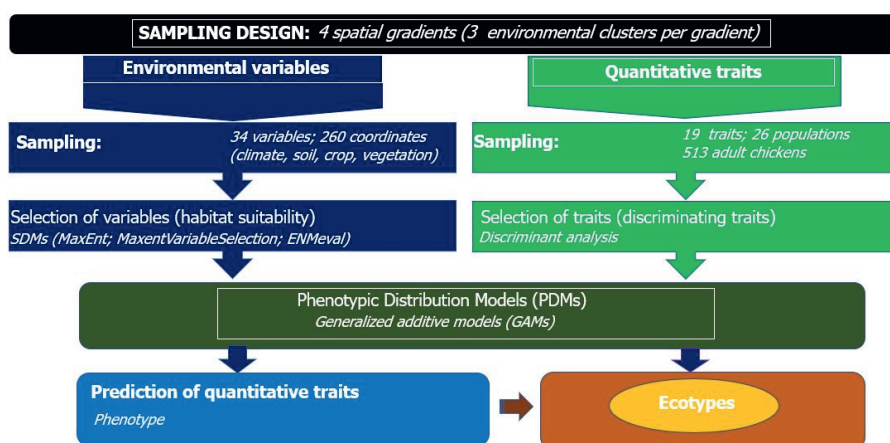 SAMPLING DESIGN: 4 spatial gradients (3 environmental clusters per gradient)
Environmental variables
Quantitative traits
Sampling:
34 variables; 260 coordinates
(climate, soil, crop, vegetation)
Sampling:
19 traits; 26 populations
513 adult chickens
Selection of variables (habitat suitability)
SDMs (MaxEnt; MaxentVariableSelection; ENMeval)
Selection of traits (discriminating traits)
Discriminant analysis
Phenotypic Distribution Models (PDMs)
Generalized additive models (GAMs)
Prediction of quantitative traits
Phenotype
Ecotypes